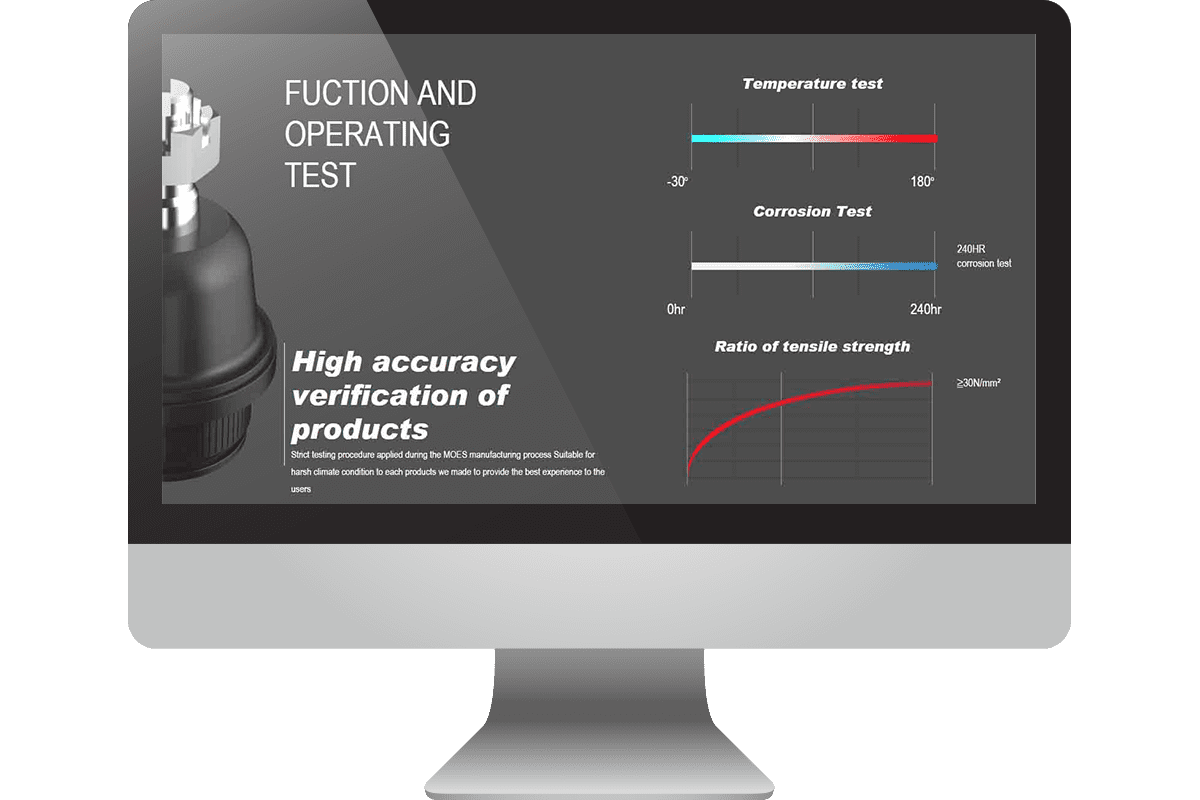 FUCTION AND
OPERATING
TEST
High accuracy
verification of
products
Strict testing procedure applied during the MOES manufacturing process Suitable for
harsh climate condition to each products we made to provide the best experience to the
users
Temperature test
-30°
180°
Corrosion Test
240HR
corrosion test
0hr
240hr
Ratio of tensile strength
≧30N/mm²